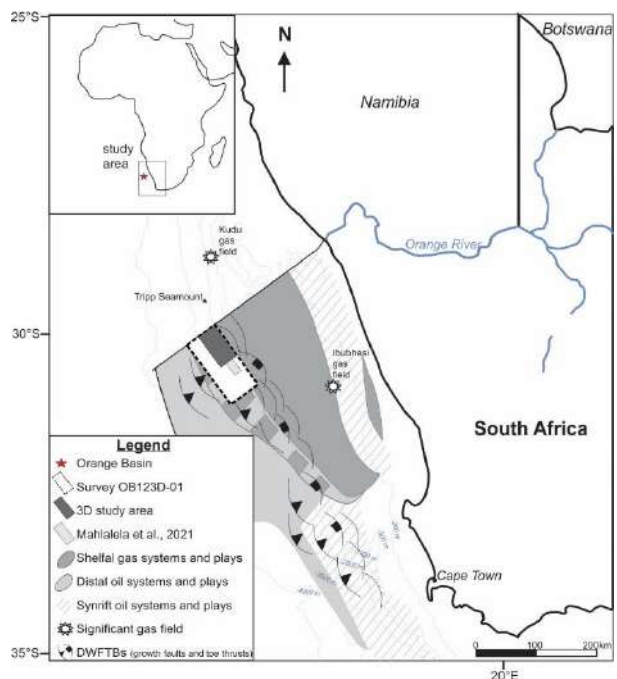 25°S
Botswana
N
Namibia
study
area
Kudu
gas
field
Orange River
Tripp Seamount
30°S
Ibubhesi
gas
field
South Africa
Legend
Orange Basin
Survey OB123D-01
3D study area
Mahlalela et al., 2021
Shelfal gas systems and plays
Distal oil systems and plays
Synrift oil systems and plays
Significant gas field
DWFTBs (growth faults and toe thrusts)
Cape Town
0 100 200km
35°S
20°E